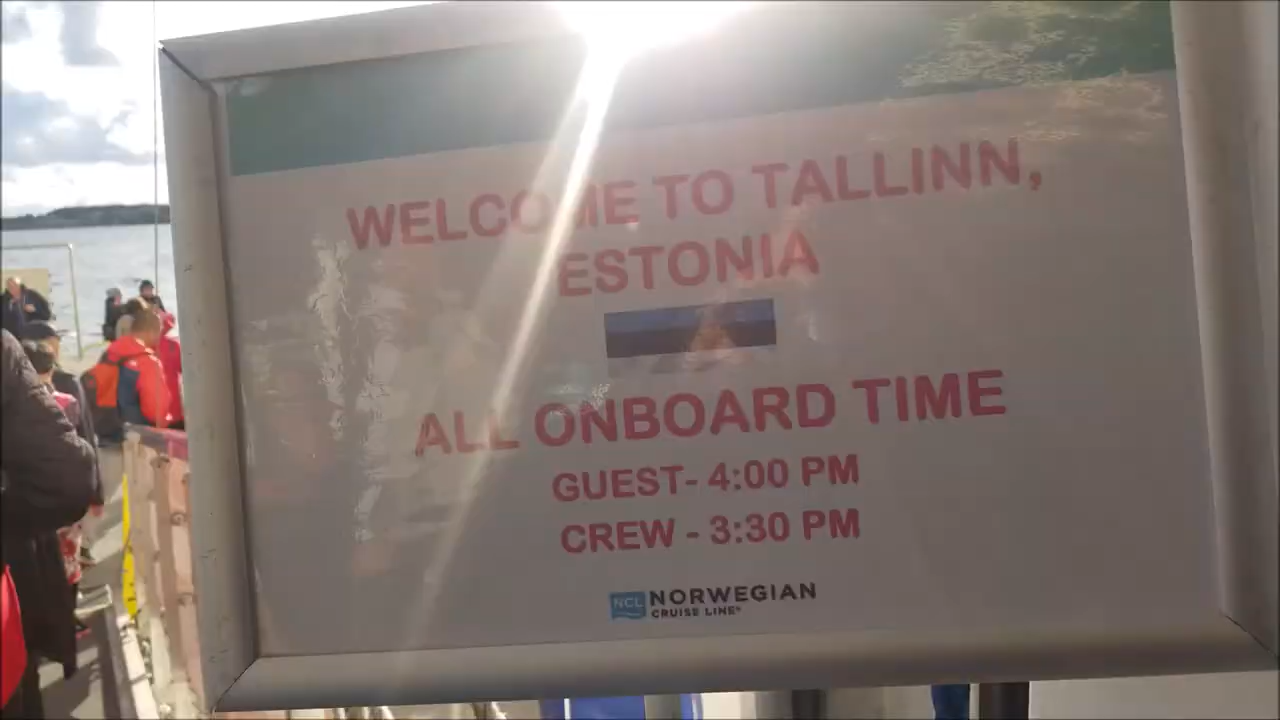 WELCOME TO TALLINN,
ESTONIA
ALL ONBOARD TIME
GUEST- 4:00 PM
CREW - 3:30 PM
NCL NORWEGIAN
CRUISE LINE®